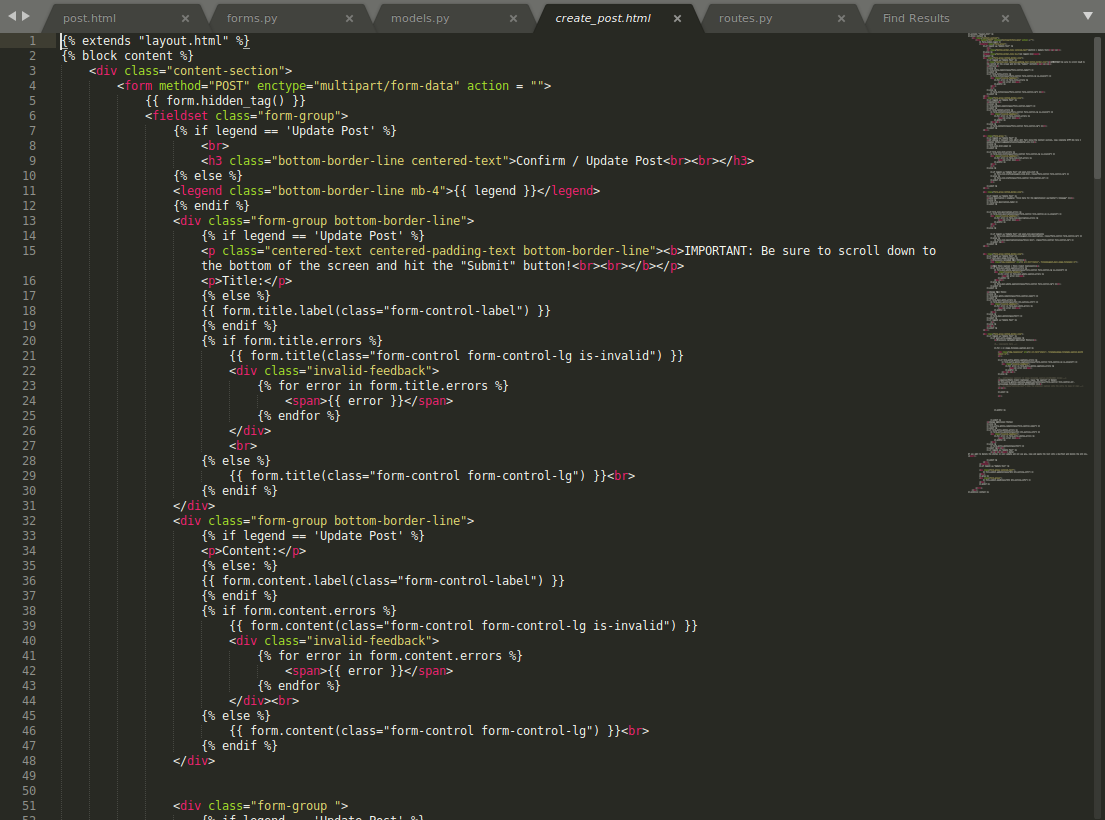 post.html × forms.py × models.py × create_post.html × routes.py × Find Results ×
1 {% extends "layout.html" %}
2 {% block content %}
3 <div class="content-section">
4 <form method="POST" enctype="multipart/form-data" action = "">
5 {{ form.hidden_tag() }}
6 <fieldset class="form-group">
7 {% if legend == 'Update Post' %}
8 <br>
9 <h3 class="bottom-border-line centered-text">Confirm / Update Post<br><br></h3>
10 {% else %}
11 <legend class="bottom-border-line mb-4">{{ legend }}</legend>
12 {% endif %}
13 <div class="form-group bottom-border-line">
14 {% if legend == 'Update Post' %}
15 <p class="centered-text centered-padding-text bottom-border-line"><b>IMPORTANT: Be sure to scroll down to
the bottom of the screen and hit the "Submit" button!<br><br></b></p>
16 <p>Title:</p>
17 {% else %}
18 {{ form.title.label(class="form-control-label") }}
19 {% endif %}
20 {% if form.title.errors %}
21 {{ form.title(class="form-control form-control-lg is-invalid") }}
22 <div class="invalid-feedback">
23 {% for error in form.title.errors %}
24 <span>{{ error }}</span>
25 {% endfor %}
26 </div>
27 <br>
28 {% else %}
29 {{ form.title(class="form-control form-control-lg") }}<br>
30 {% endif %}
31 </div>
32 <div class="form-group bottom-border-line">
33 {% if legend == 'Update Post' %}
34 <p>Content:</p>
35 {% else: %}
36 {{ form.content.label(class="form-control-label") }}
37 {% endif %}
38 {% if form.content.errors %}
39 {{ form.content(class="form-control form-control-lg is-invalid") }}
40 <div class="invalid-feedback">
41 {% for error in form.content.errors %}
42 <span>{{ error }}</span>
43 {% endfor %}
44 </div><br>
45 {% else %}
46 {{ form.content(class="form-control form-control-lg") }}<br>
47 {% endif %}
48 </div>
49
50
51 <div class="form-group ">
52 {% if legend == 'Update Post' %}